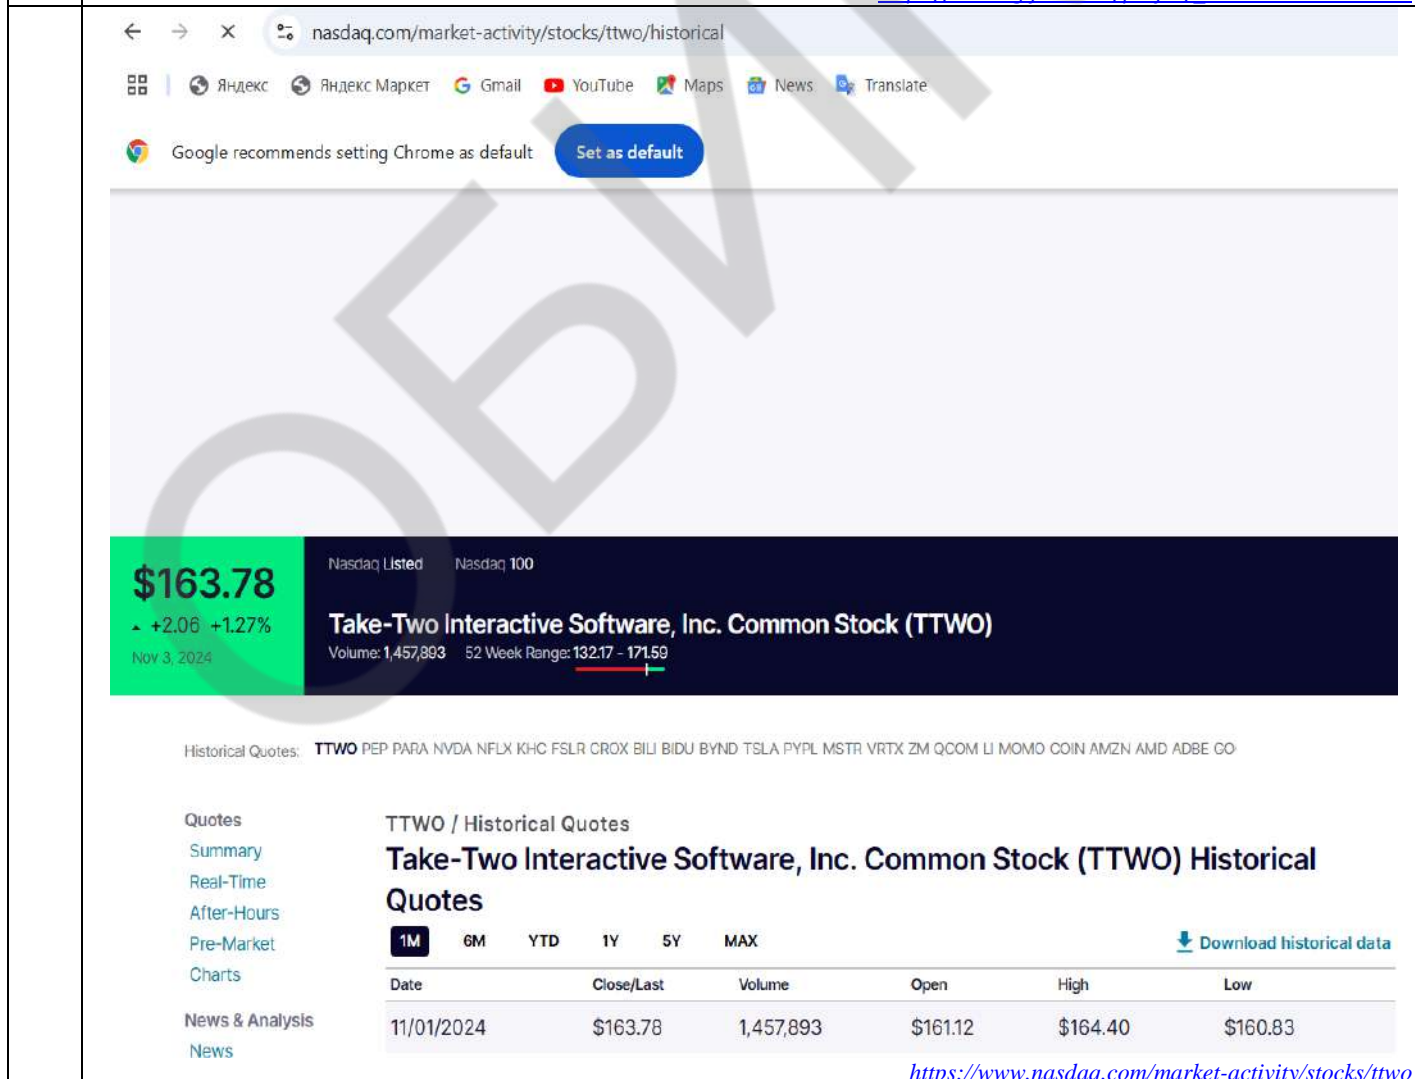 nasdaq.com/market-activity/stocks/ttwo/historical
Яндекс Яндекс Маркет Gmail YouTube Maps News Translate
Google recommends setting Chrome as default Set as default
ОБИ
$163.78
+2.06 +1.27%
Nov 3, 2024
Nasdaq Listed Nasdaq 100
Take-Two Interactive Software, Inc. Common Stock (TTWO)
Volume: 1,457,893 52 Week Range: 132.17 - 171.59
Historical Quotes: TTWO PEP PARA NVDA NFLX KHC FSLR CROX BILI BIDU BYND TSLA PYPL MSTR VRTX ZM QCOM LI MOMO COIN AMZN AMD ADBE GO
Quotes
Summary
Real-Time
After-Hours
Pre-Market
Charts
News & Analysis
News
TTWO / Historical Quotes
Take-Two Interactive Software, Inc. Common Stock (TTWO) Historical
Quotes
1M 6M YTD 1Y 5Y MAX Download historical data
Date Close/Last Volume Open High Low
11/01/2024 $163.78 1,457,893 $161.12 $164.40 $160.83
https://www.nasdaq.com/market-activity/stocks/ttwo